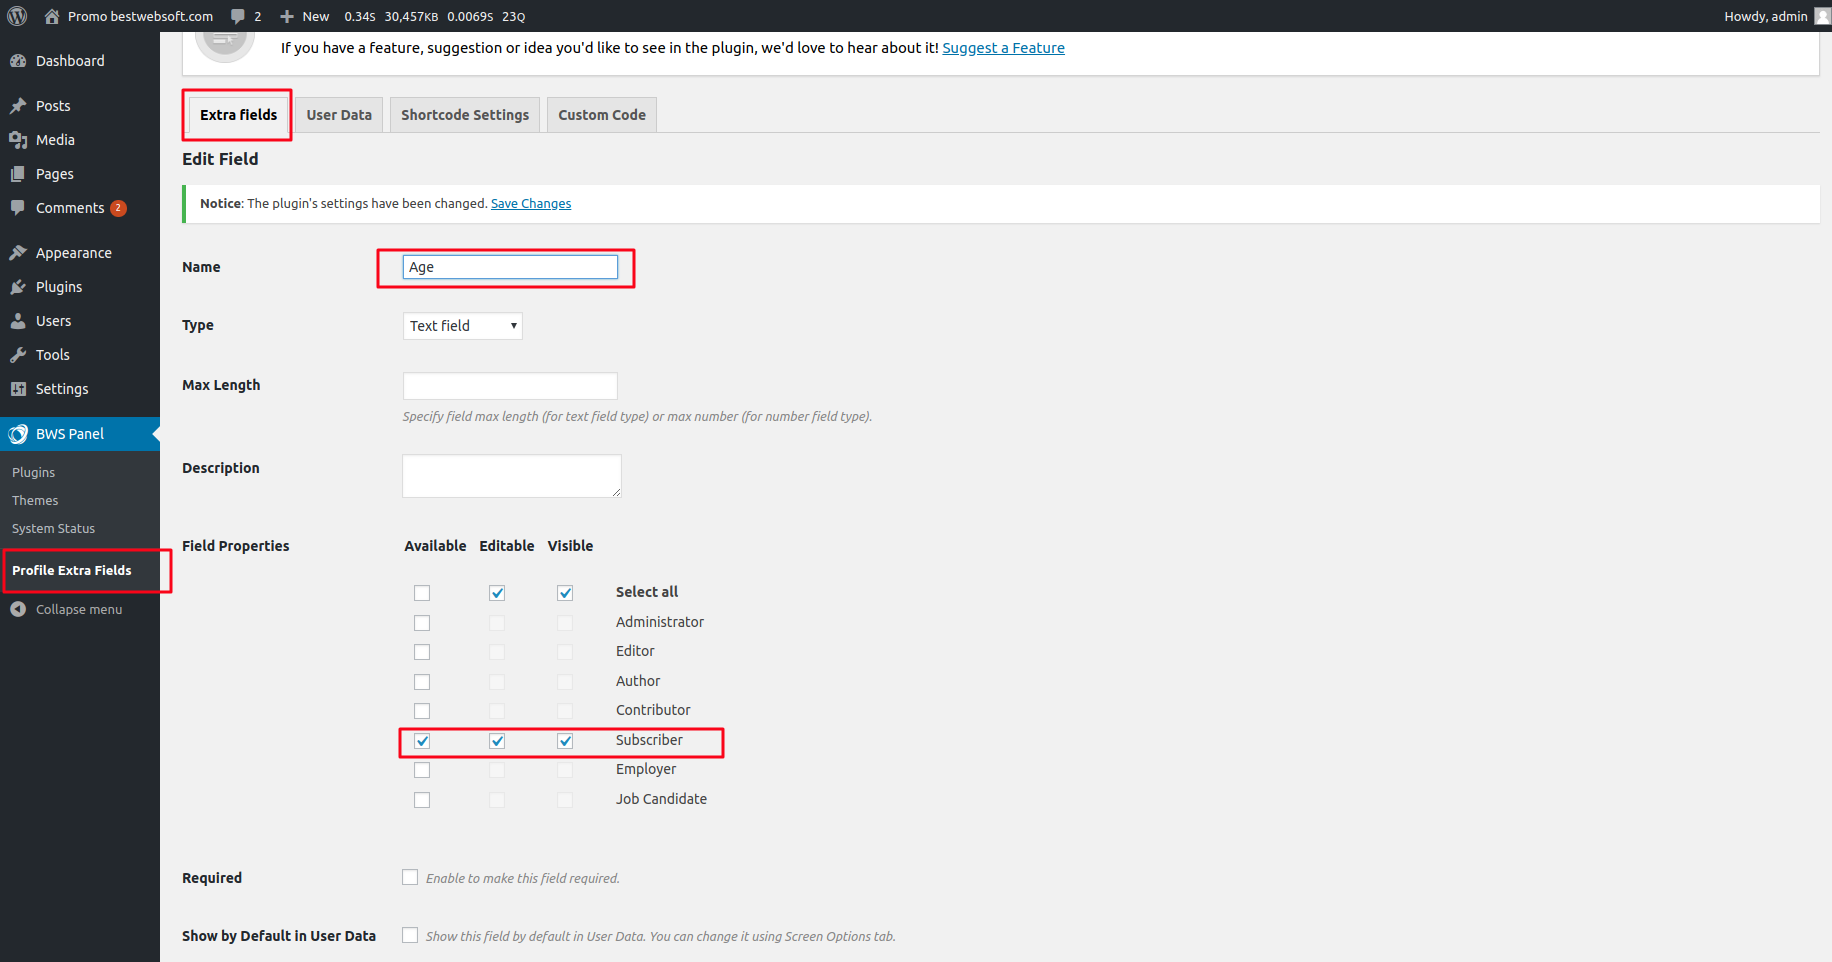 Promo bestwebsoft.com 2 New 0.34S 30,457KB 0.0069S 23Q Howdy, admin
If you have a feature, suggestion or idea you'd like to see in the plugin, we'd love to hear about it! Suggest a Feature
Dashboard
Posts
Media
Pages
Comments 2
Appearance
Plugins
Users
Tools
Settings
BWS Panel
Plugins
Themes
System Status
Profile Extra Fields
Collapse menu
Extra fields User Data Shortcode Settings Custom Code
Edit Field
Notice: The plugin's settings have been changed. Save Changes
Name Age
Type Text field
Max Length
Specify field max length (for text field type) or max number (for number field type).
Description
Field Properties Available Editable Visible
Select all
Administrator
Editor
Author
Contributor
Subscriber
Employer
Job Candidate
Required Enable to make this field required.
Show by Default in User Data Show this field by default in User Data. You can change it using Screen Options tab.